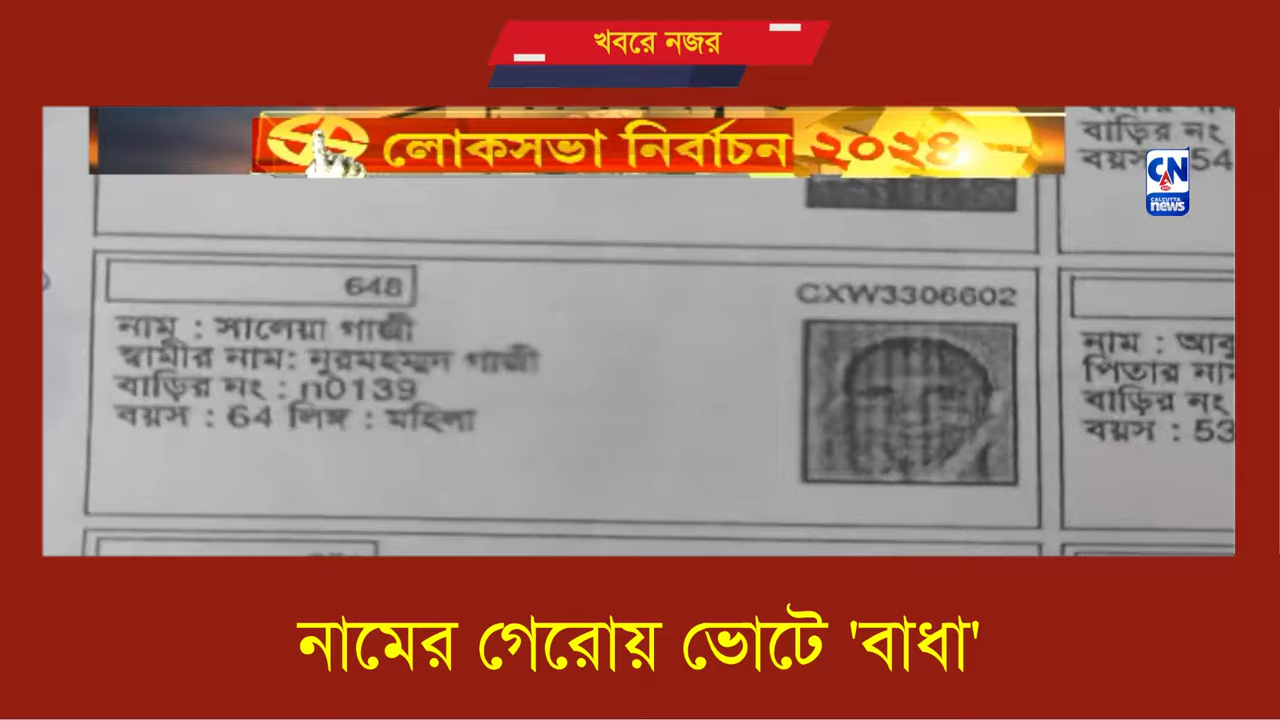 খবরে নজর
লোকসভা নির্বাচন ২০২৪
বাড়ির নং
বয়স : 54
CN
CALCUTTA
news
648
CXW3306602
নাম : সালেয়া গাজী
স্বামীর নাম: নুরমহম্মদ গাজী
বাড়ির নং : n0139
বয়স : 64 লিঙ্গ : মহিলা
নাম : আবু
পিতার নাম
বাড়ির নং
বয়স : 53
নামের গেরোয় ভোটে 'বাধা'